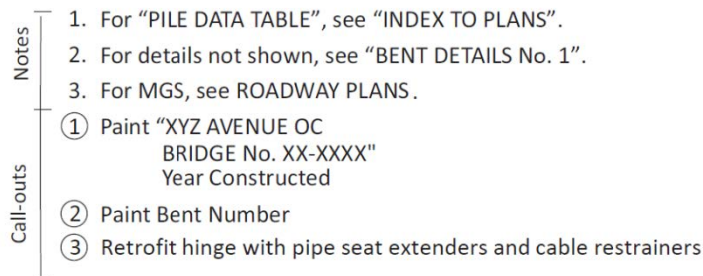 Notes
1. For “PILE DATA TABLE”, see “INDEX TO PLANS”.
2. For details not shown, see “BENT DETAILS No. 1”.
3. For MGS, see ROADWAY PLANS.
Call-outs
① Paint “XYZ AVENUE OC
BRIDGE No. XX-XXXX"
Year Constructed
② Paint Bent Number
③ Retrofit hinge with pipe seat extenders and cable restrainers